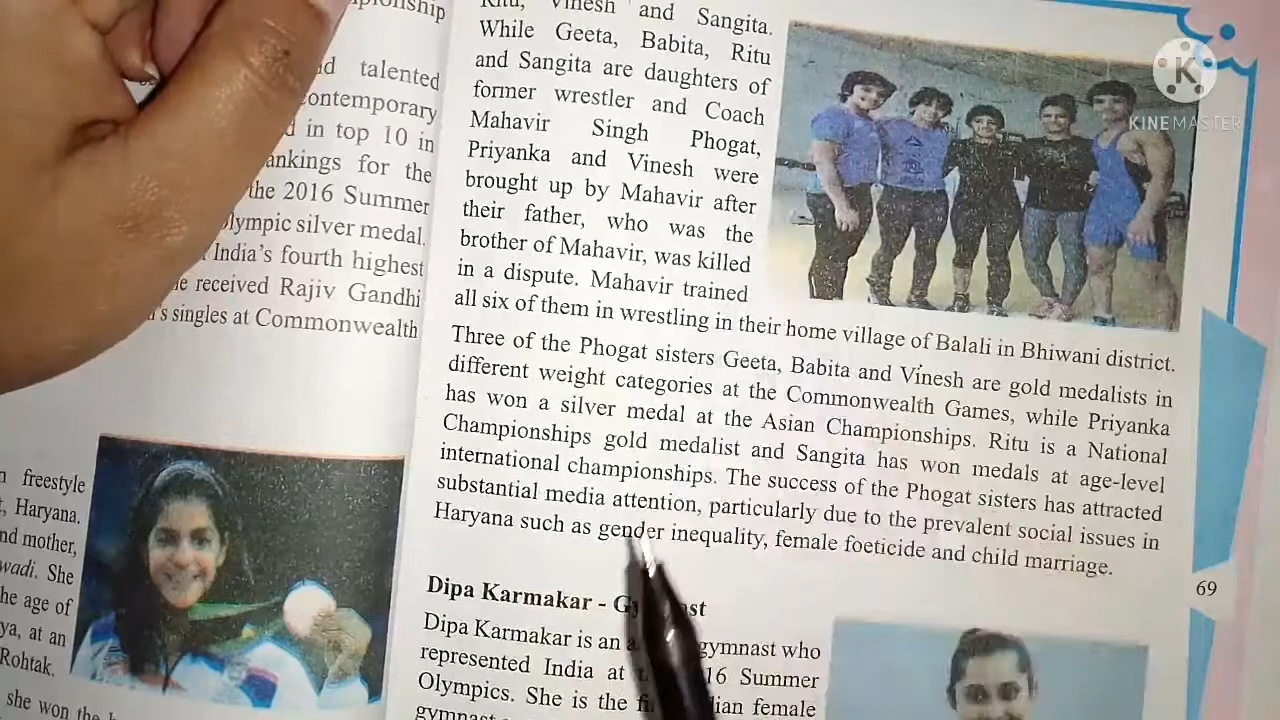 talented
contemporary
in top 10 in
ankings for the
the 2016 Summer
lympic silver medal.
India's fourth highest
received Rajiv Gandhi
's singles at Commonwealth
freestyle
Haryana.
nd mother,
wadi. She
he age of
ya, at an
Rohtak.
she won the
Ritu, Vinesh and Sangita.
While Geeta, Babita, Ritu
and Sangita are daughters of
former wrestler and Coach
Mahavir Singh Phogat,
Priyanka and Vinesh were
brought up by Mahavir after
their father, who was the
brother of Mahavir, was killed
in a dispute. Mahavir trained
all six of them in wrestling in their home village of Balali in Bhiwani district.
Three of the Phogat sisters Geeta, Babita and Vinesh are gold medalists in
different weight categories at the Commonwealth Games, while Priyanka
has won a silver medal at the Asian Championships. Ritu is a National
Championships gold medalist and Sangita has won medals at age-level
international championships. The success of the Phogat sisters has attracted
substantial media attention, particularly due to the prevalent social issues in
Haryana such as gender inequality, female foeticide and child marriage.
69
Dipa Karmakar - Gy st
Dipa Karmakar is an a gymnast who
represented India at 16 Summer
Olympics. She is the fi ian female
K
KINEMASTER